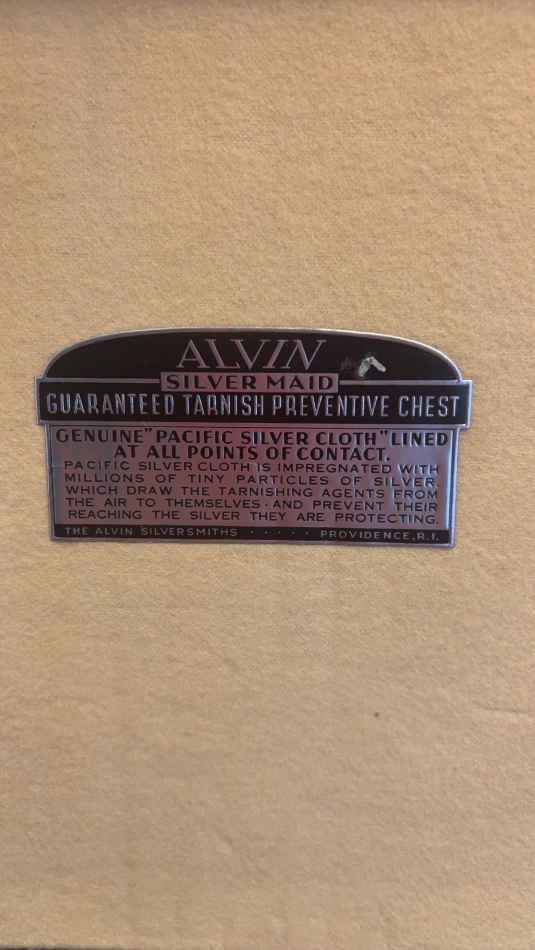 ALVIN
SILVER MAID
GUARANTEED TARNISH PREVENTIVE CHEST
GENUINE "PACIFIC SILVER CLOTH" LINED
AT ALL POINTS OF CONTACT.
PACIFIC SILVER CLOTH IS IMPREGNATED WITH
MILLIONS OF TINY PARTICLES OF SILVER,
WHICH DRAW THE TARNISHING AGENTS FROM
THE AIR TO THEMSELVES - AND PREVENT THEIR
REACHING THE SILVER THEY ARE PROTECTING.
THE ALVIN SILVERSMITHS · · · · · PROVIDENCE, R.I.